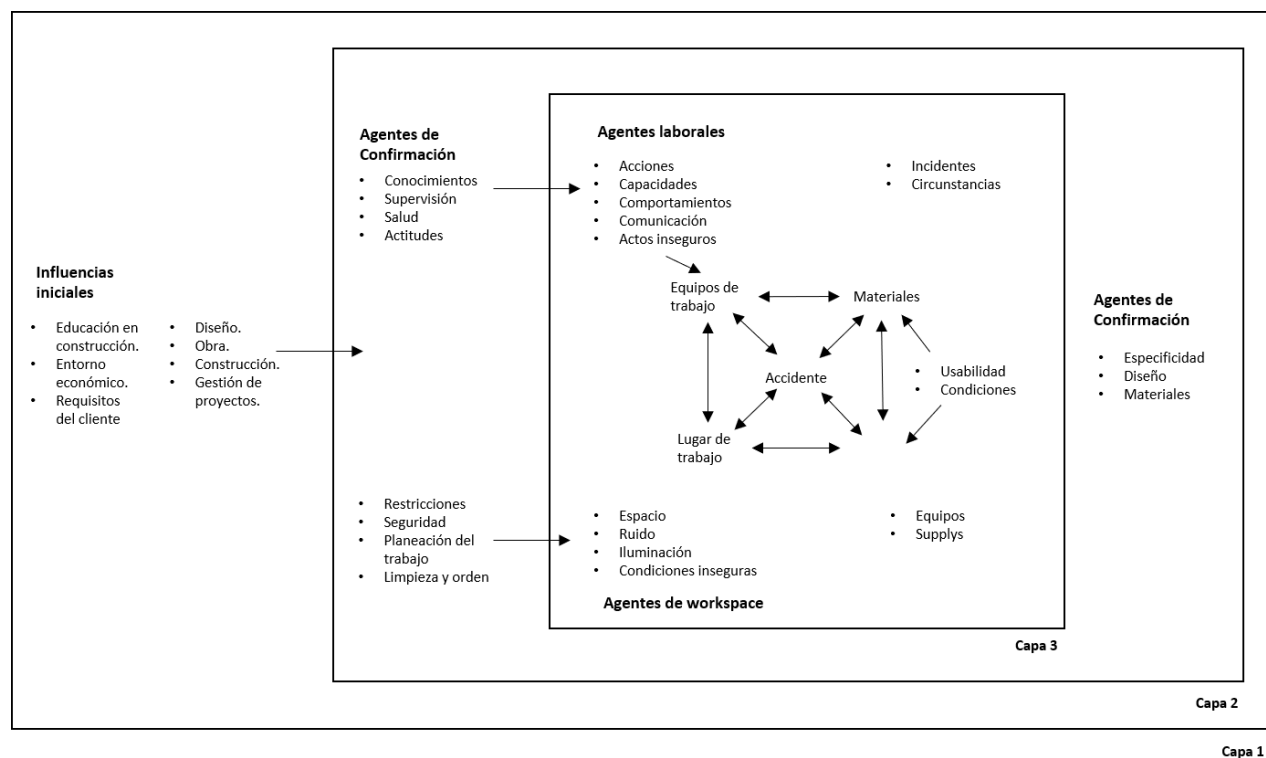 Influencias
iniciales
• Educación en
construcción.
• Entorno
económico.
• Requisitos
del cliente
• Diseño.
• Obra.
• Construcción.
• Gestión de
proyectos.
Agentes de
Confirmación
• Conocimientos
• Supervisión
• Salud
• Actitudes
• Restricciones
• Seguridad
• Planeación del
trabajo
• Limpieza y orden
Agentes laborales
• Acciones
• Capacidades
• Comportamientos
• Comunicación
• Actos inseguros
• Incidentes
• Circunstancias
Equipos de
trabajo
Materiales
Accidente
• Usabilidad
• Condiciones
Lugar de
trabajo
• Espacio
• Ruido
• Iluminación
• Condiciones inseguras
• Equipos
• Supplys
Agentes de workspace
Agentes de
Confirmación
• Especificidad
• Diseño
• Materiales
Capa 3
Capa 2
Capa 1